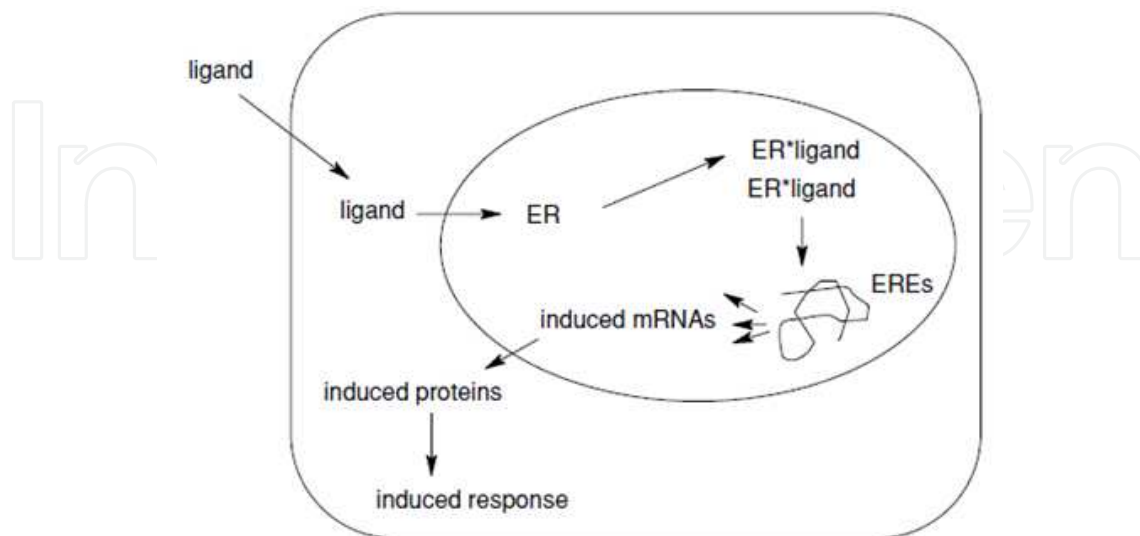 ligand
ligand
ER
ER*ligand
ER*ligand
EREs
induced mRNAs
induced proteins
induced response